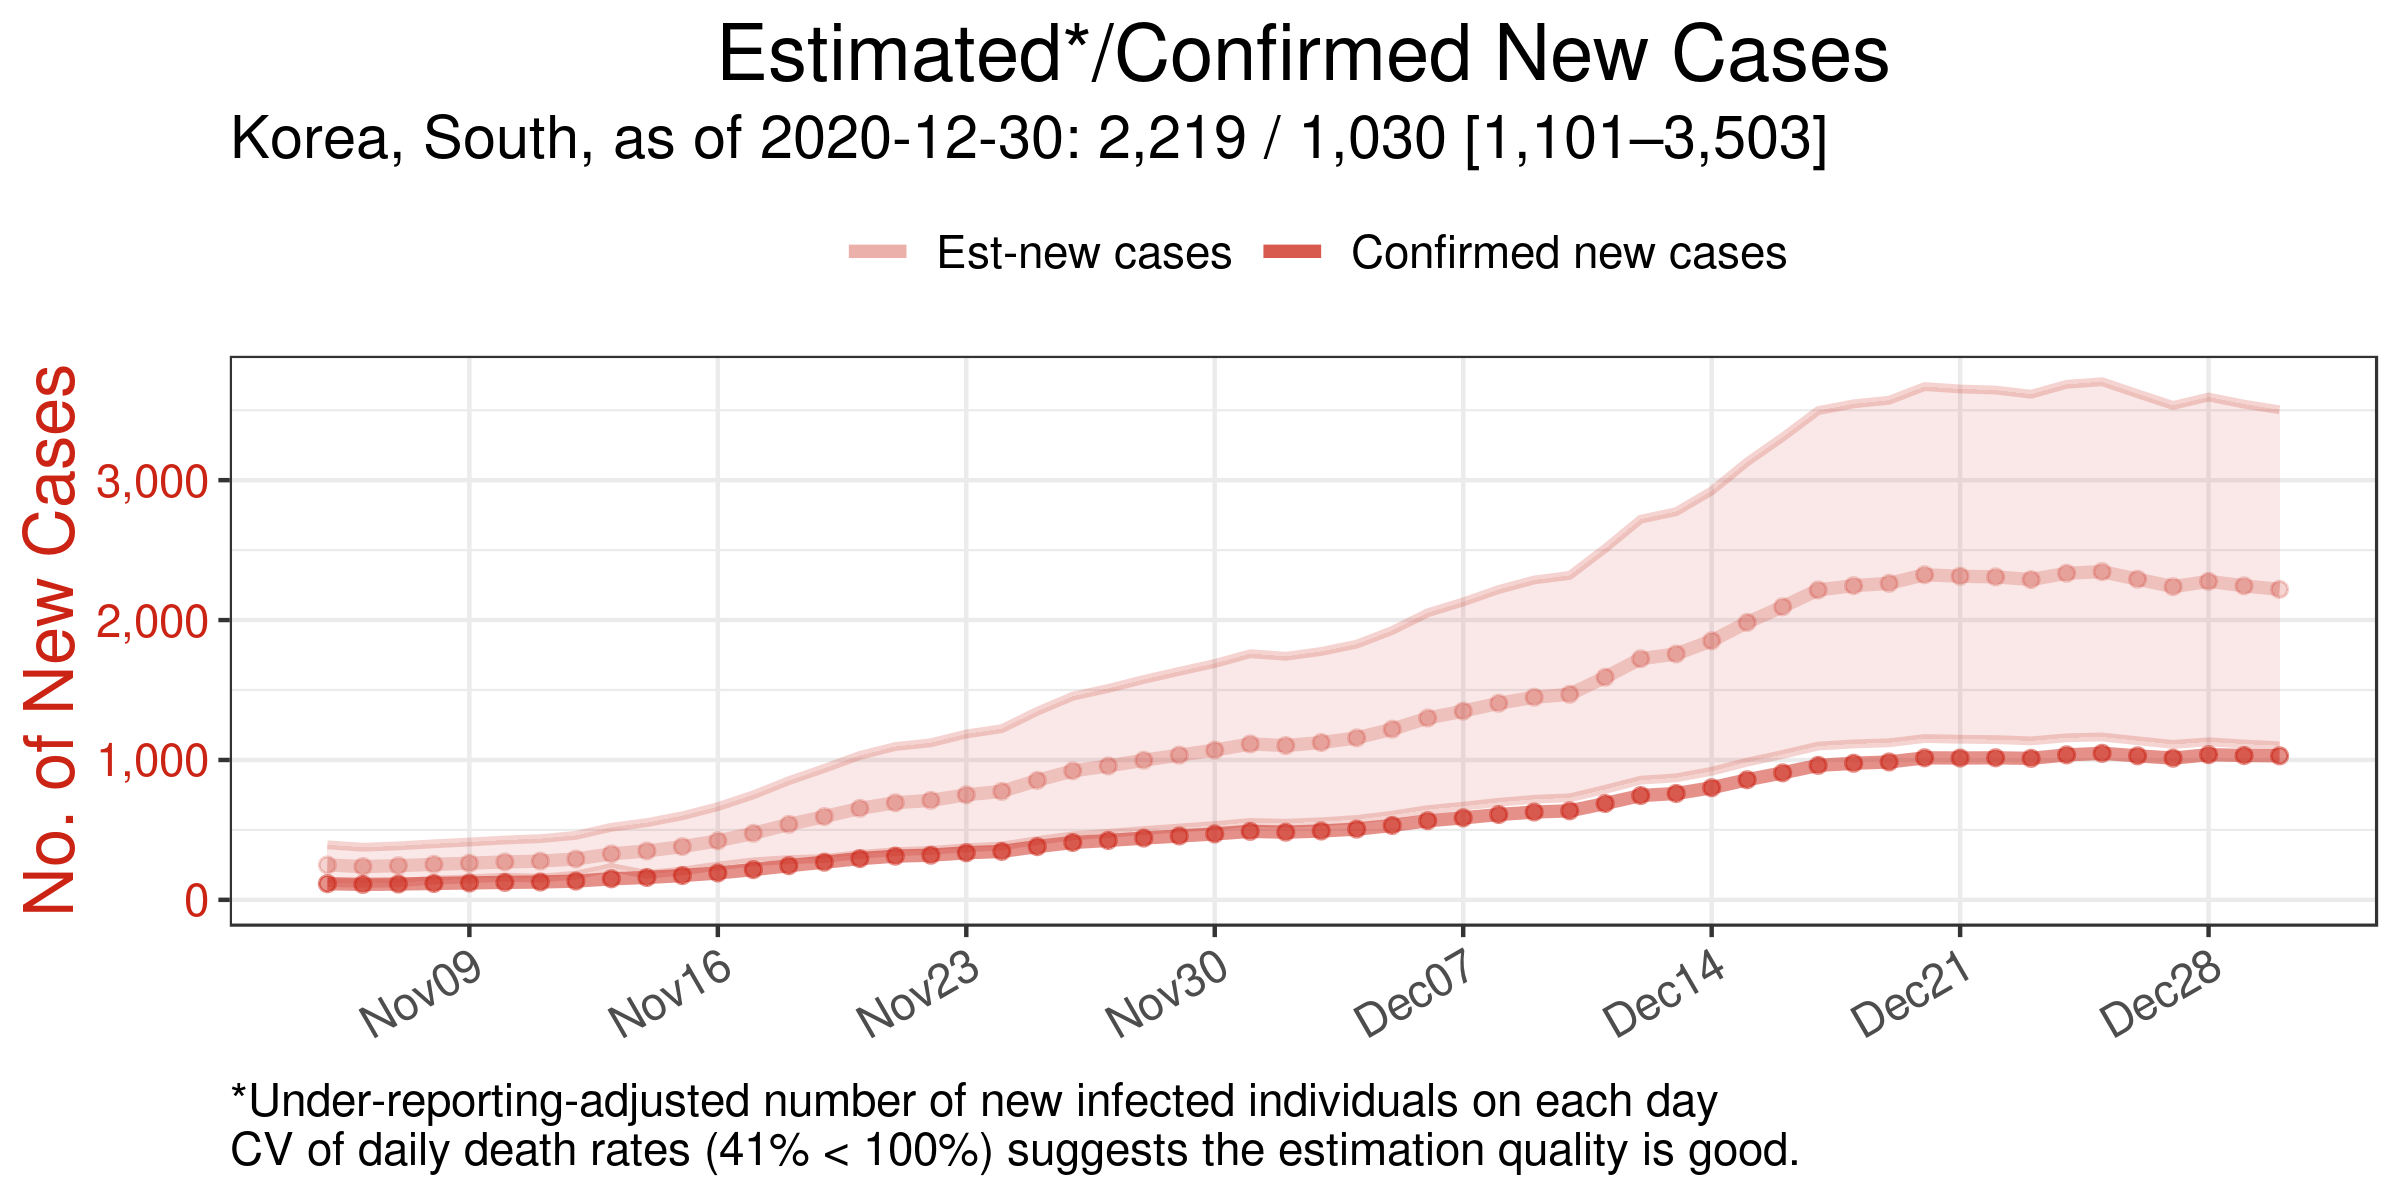 Estimated*/Confirmed New Cases
Korea, South, as of 2020-12-30: 2,219 / 1,030 [1,101–3,503]
Est-new cases
Confirmed new cases
No. of New Cases
3,000
2,000
1,000
0
Nov09
Nov16
Nov23
Nov30
Dec07
Dec14
Dec21
Dec28
*Under-reporting-adjusted number of new infected individuals on each day
CV of daily death rates (41% < 100%) suggests the estimation quality is good.